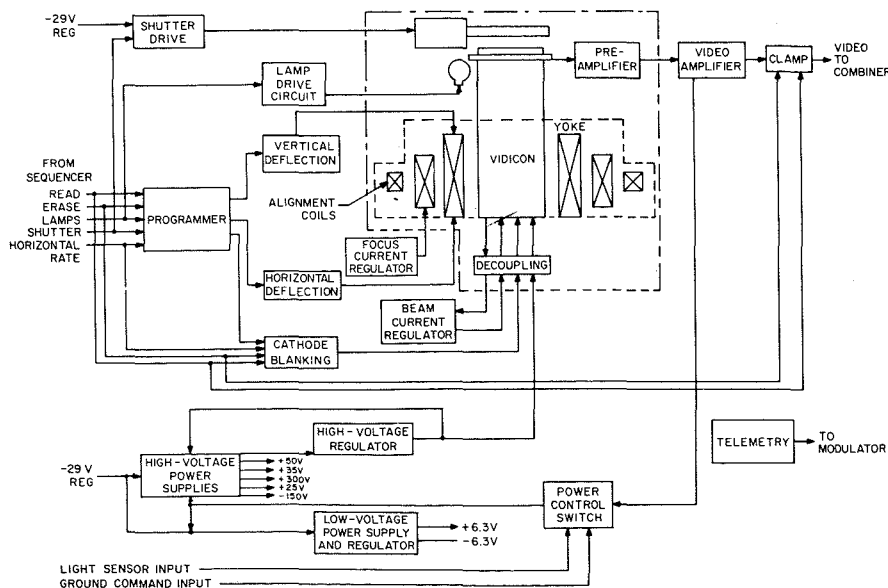 -29V
REG
SHUTTER
DRIVE
LAMP
DRIVE
CIRCUIT
PRE-
AMPLIFIER
VIDEO
AMPLIFIER
CLAMP
VIDEO
TO
COMBINER
VERTICAL
DEFLECTION
YOKE
VIDICON
ALIGNMENT
COILS
FROM
SEQUENCER
READ
ERASE
LAMPS
SHUTTER
HORIZONTAL
RATE
PROGRAMMER
FOCUS
CURRENT
REGULATOR
DECOUPLING
HORIZONTAL
DEFLECTION
BEAM
CURRENT
REGULATOR
CATHODE
BLANKING
HIGH-VOLTAGE
REGULATOR
TELEMETRY
TO
MODULATOR
-29 V
REG
HIGH-VOLTAGE
POWER
SUPPLIES
+50V
+35V
+300V
+25V
-150V
POWER
CONTROL
SWITCH
LOW-VOLTAGE
POWER SUPPLY
AND REGULATOR
+6.3V
-6.3V
LIGHT SENSOR INPUT
GROUND COMMAND INPUT